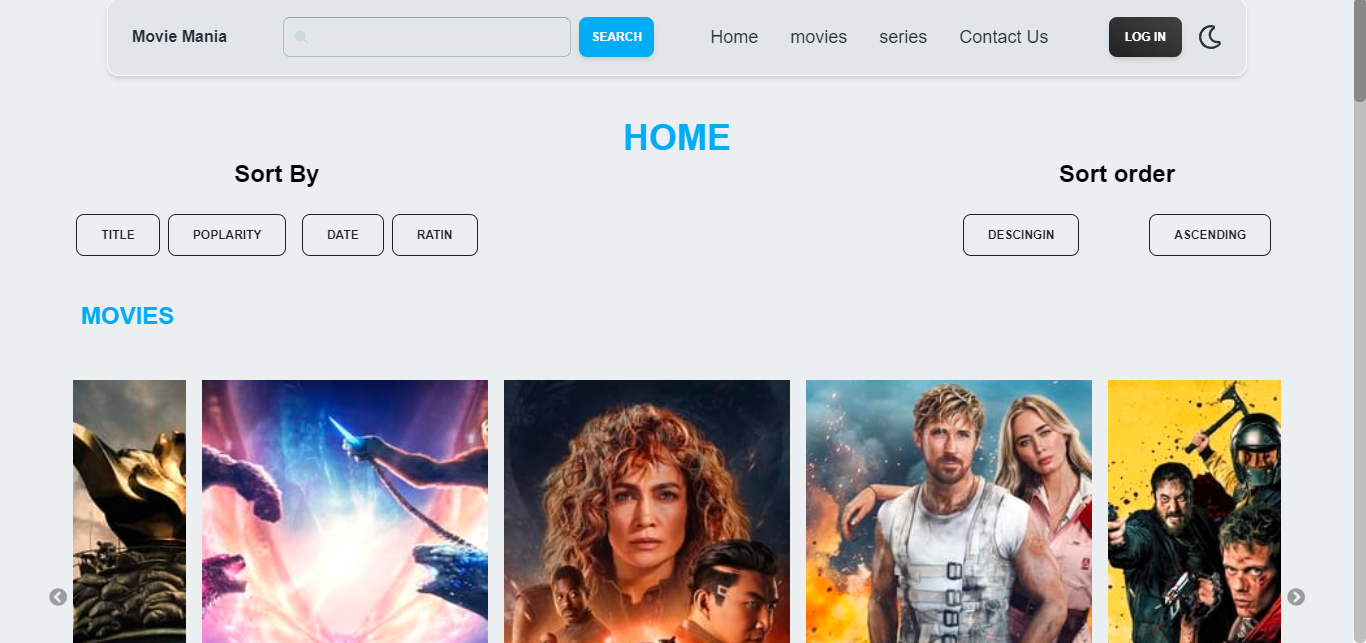 Movie Mania
SEARCH
Home
movies
series
Contact Us
LOG IN
HOME
Sort By
Sort order
TITLE
POPLARITY
DATE
RATIN
DESCINGIN
ASCENDING
MOVIES